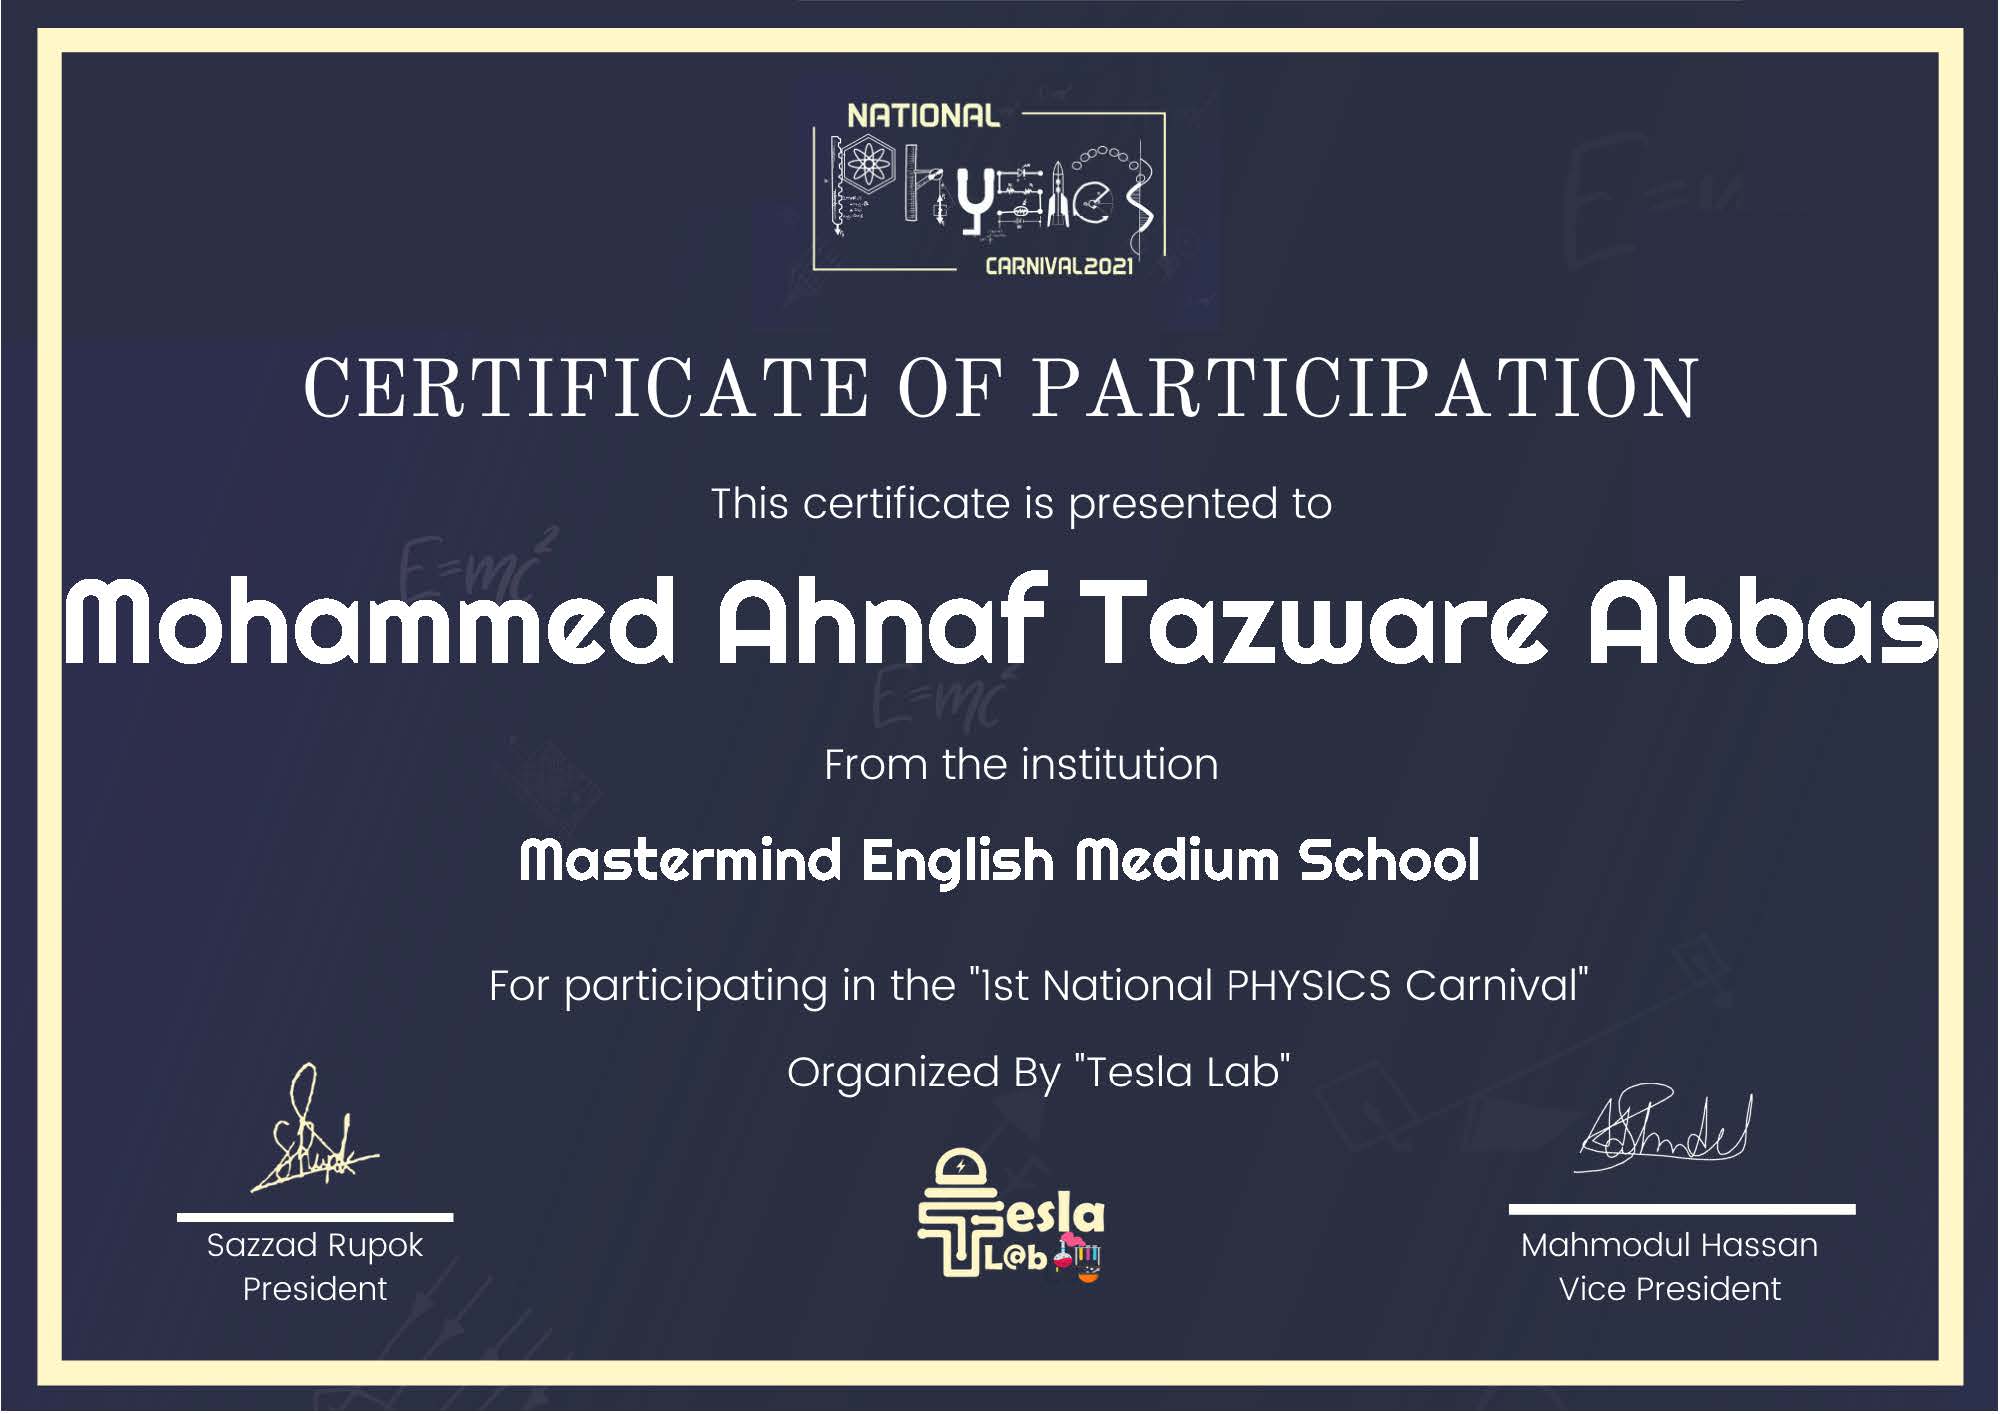 NATIONAL
Physics
CARNIVAL2021
CERTIFICATE OF PARTICIPATION
This certificate is presented to
E=mc²
Mohammed Ahnaf Tazware Abbas
E=mc²
From the institution
Mastermind English Medium School
For participating in the "1st National PHYSICS Carnival"
Organized By "Tesla Lab"
Tesla
L@b
Sazzad Rupok
President
Mahmodul Hassan
Vice President